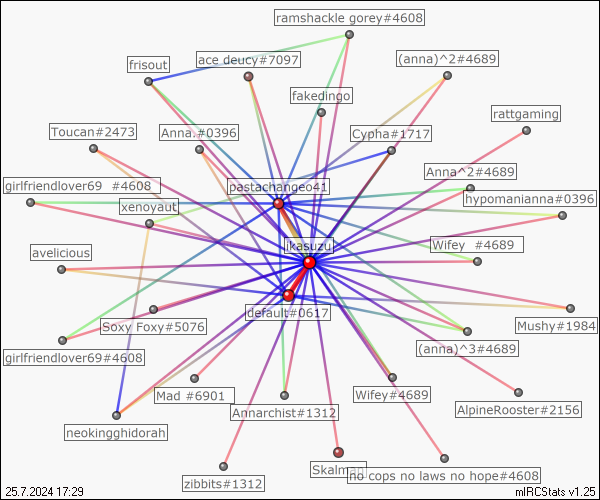 ramshackle gorey#4608
ace deucy#7097
(anna)^2#4689
frisout
fakedingo
rattgaming
Toucan#2473
Anna.#0396
Cypha#1717
Anna^2#4689
girlfriendlover69 #4608
pastachangeo41
hypomanianna#0396
xenoyaut
jkasuzu
Wifey #4689
avelicious
default#0617
Soxy Foxy#5076
Mushy#1984
(anna)^3#4689
girlfriendlover69#4608
Mad #6901
Wifey#4689
Annarchist#1312
AlpineRooster#2156
neokingghidorah
Skalman
no cops no laws no hope#4608
zibbits#1312
25.7.2024 17:29
mIRCStats v1.25